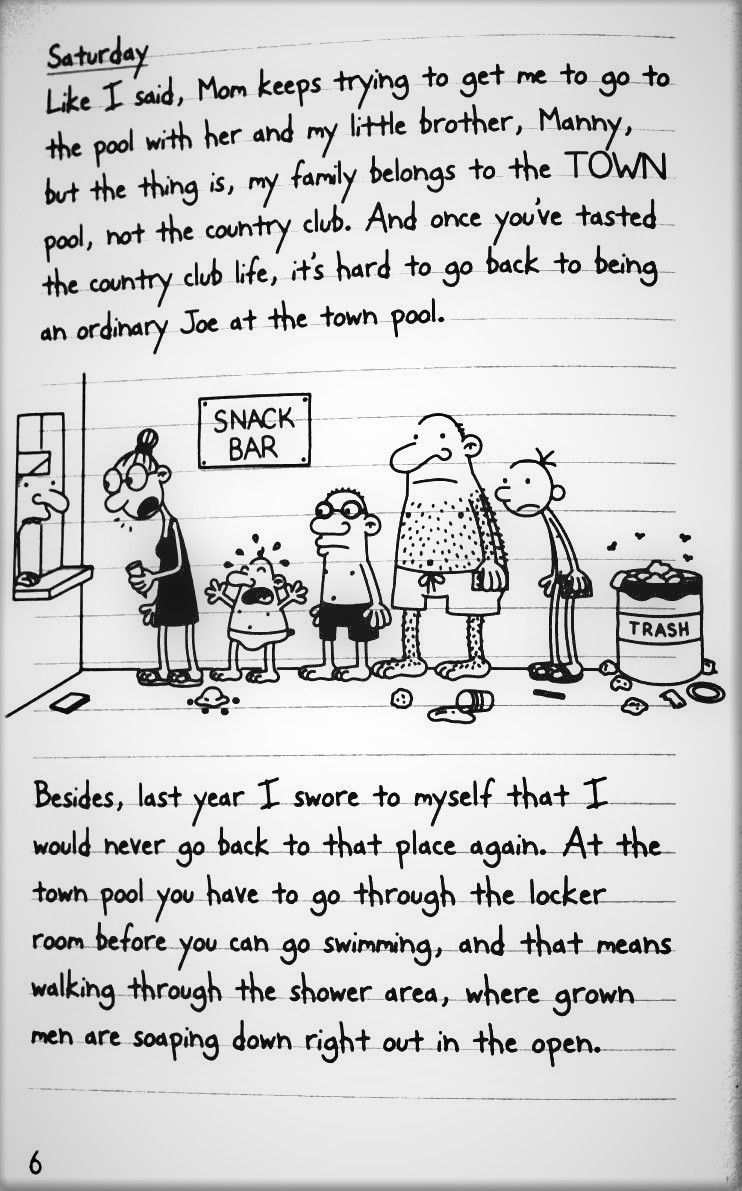 Saturday
Like I said, Mom keeps trying to get me to go to
the pool with her and my little brother, Manny,
but the thing is, my family belongs to the TOWN
pool, not the country club. And once you've tasted
the country club life, it's hard to go back to being
an ordinary Joe at the town pool.
SNACK
BAR
TRASH
Besides, last year I swore to myself that I
would never go back to that place again. At the
town pool you have to go through the locker
room before you can go swimming, and that means
walking through the shower area, where grown
men are soaping down right out in the open.
6